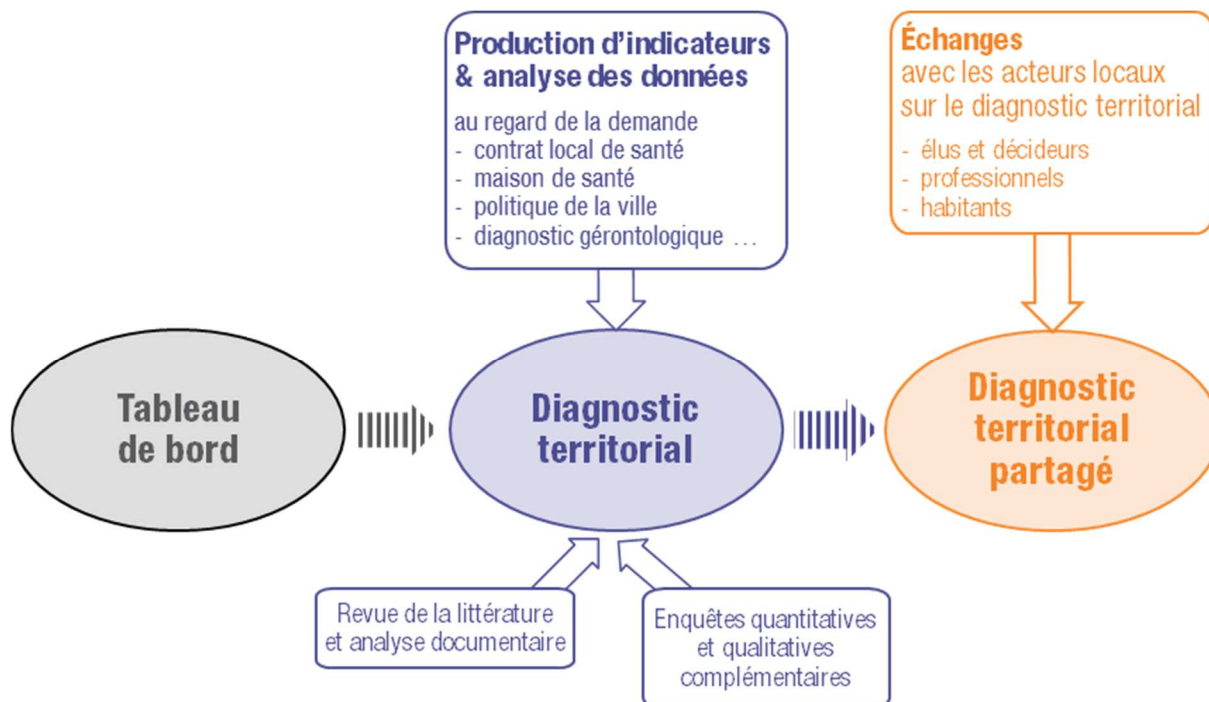 Production d'indicateurs
& analyse des données
au regard de la demande
- contrat local de santé
- maison de santé
- politique de la ville
- diagnostic gérontologique …
Échanges
avec les acteurs locaux
sur le diagnostic territorial
- élus et décideurs
- professionnels
- habitants
Tableau
de bord
Diagnostic
territorial
Diagnostic
territorial
partagé
Revue de la littérature
et analyse documentaire
Enquêtes quantitatives
et qualitatives
complémentaires